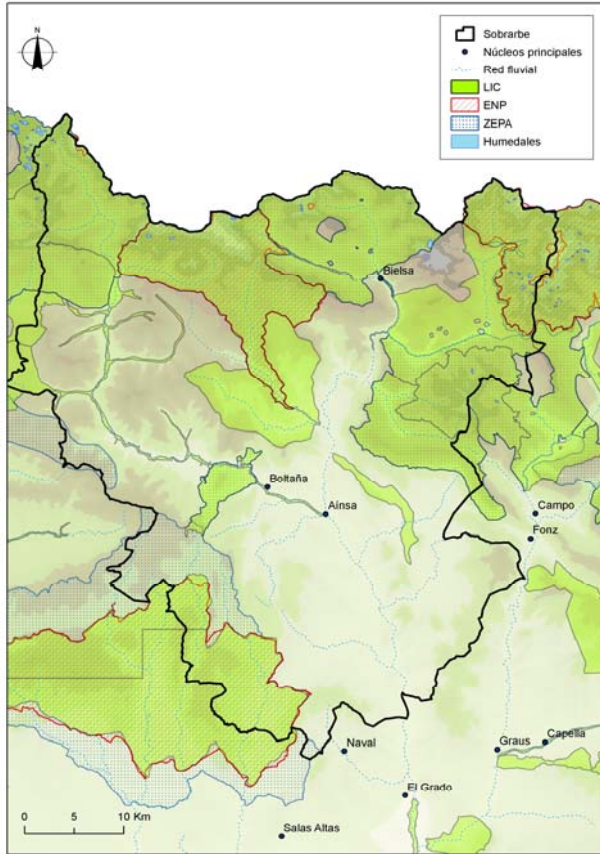 N
Sobrarbe
Núcleos principales
Red fluvial
LIC
ENP
ZEPA
Humedales
Bielsa
Boltaña
Aínsa
Campo
Fonz
Naval
Graus
Capella
El Grado
Salas Altas
0 5 10 Km